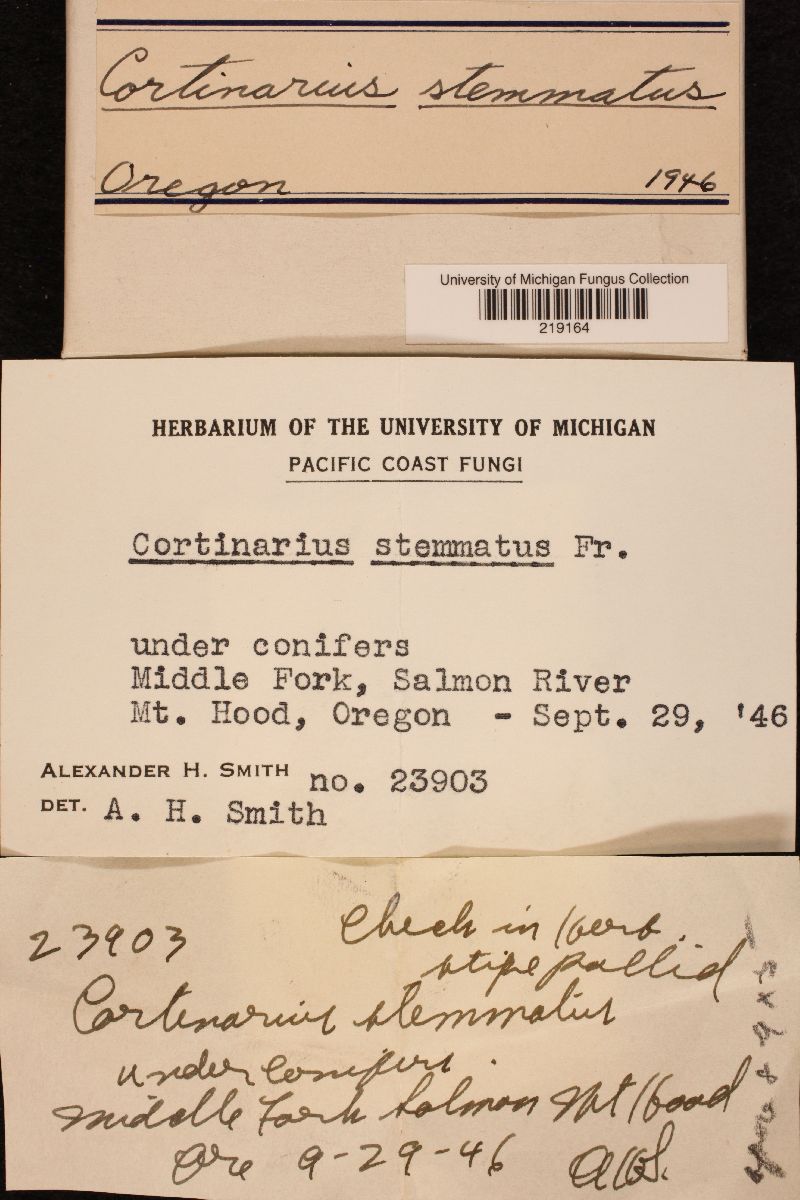 Cortinarius stemmatus
Oregon 1946
University of Michigan Fungus Collection
219164
HERBARIUM OF THE UNIVERSITY OF MICHIGAN
PACIFIC COAST FUNGI
Cortinarius stemmatus Fr.
under conifers
Middle Fork, Salmon River
Mt. Hood, Oregon - Sept. 29, '46
ALEXANDER H. SMITH no. 23903
DET. A. H. Smith
23903 Check in Herb.
stipe pallid
Cortinarius stemmatus
under conifers.
Middle Fork Salmon Mt Hood
Ore 9-29-46 AHS.